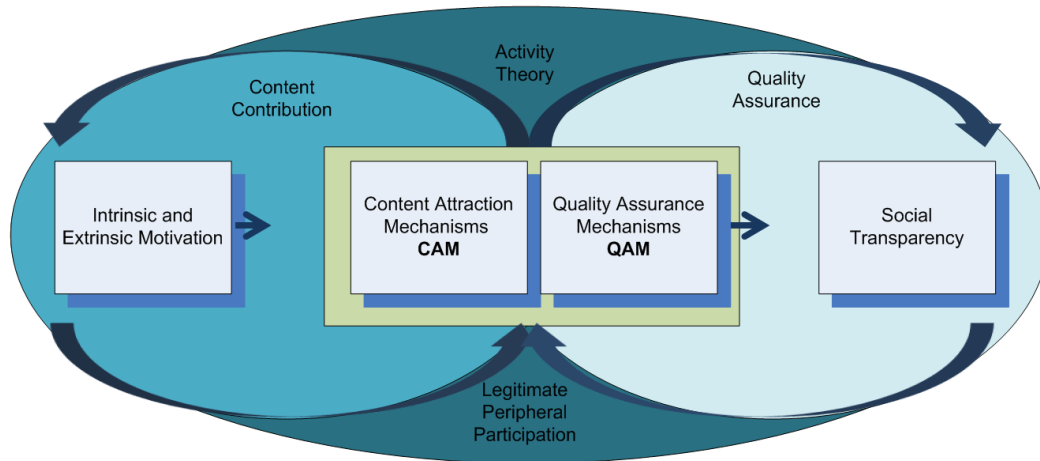 Activity
Theory
Content
Contribution
Quality
Assurance
Intrinsic and
Extrinsic Motivation
Content Attraction
Mechanisms
CAM
Quality Assurance
Mechanisms
QAM
Social
Transparency
Legitimate
Peripheral
Participation